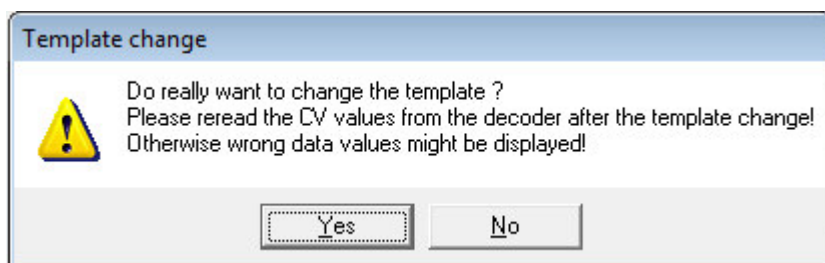 Template change
Do really want to change the template ?
Please reread the CV values from the decoder after the template change!
Otherwise wrong data values might be displayed!
Yes
No